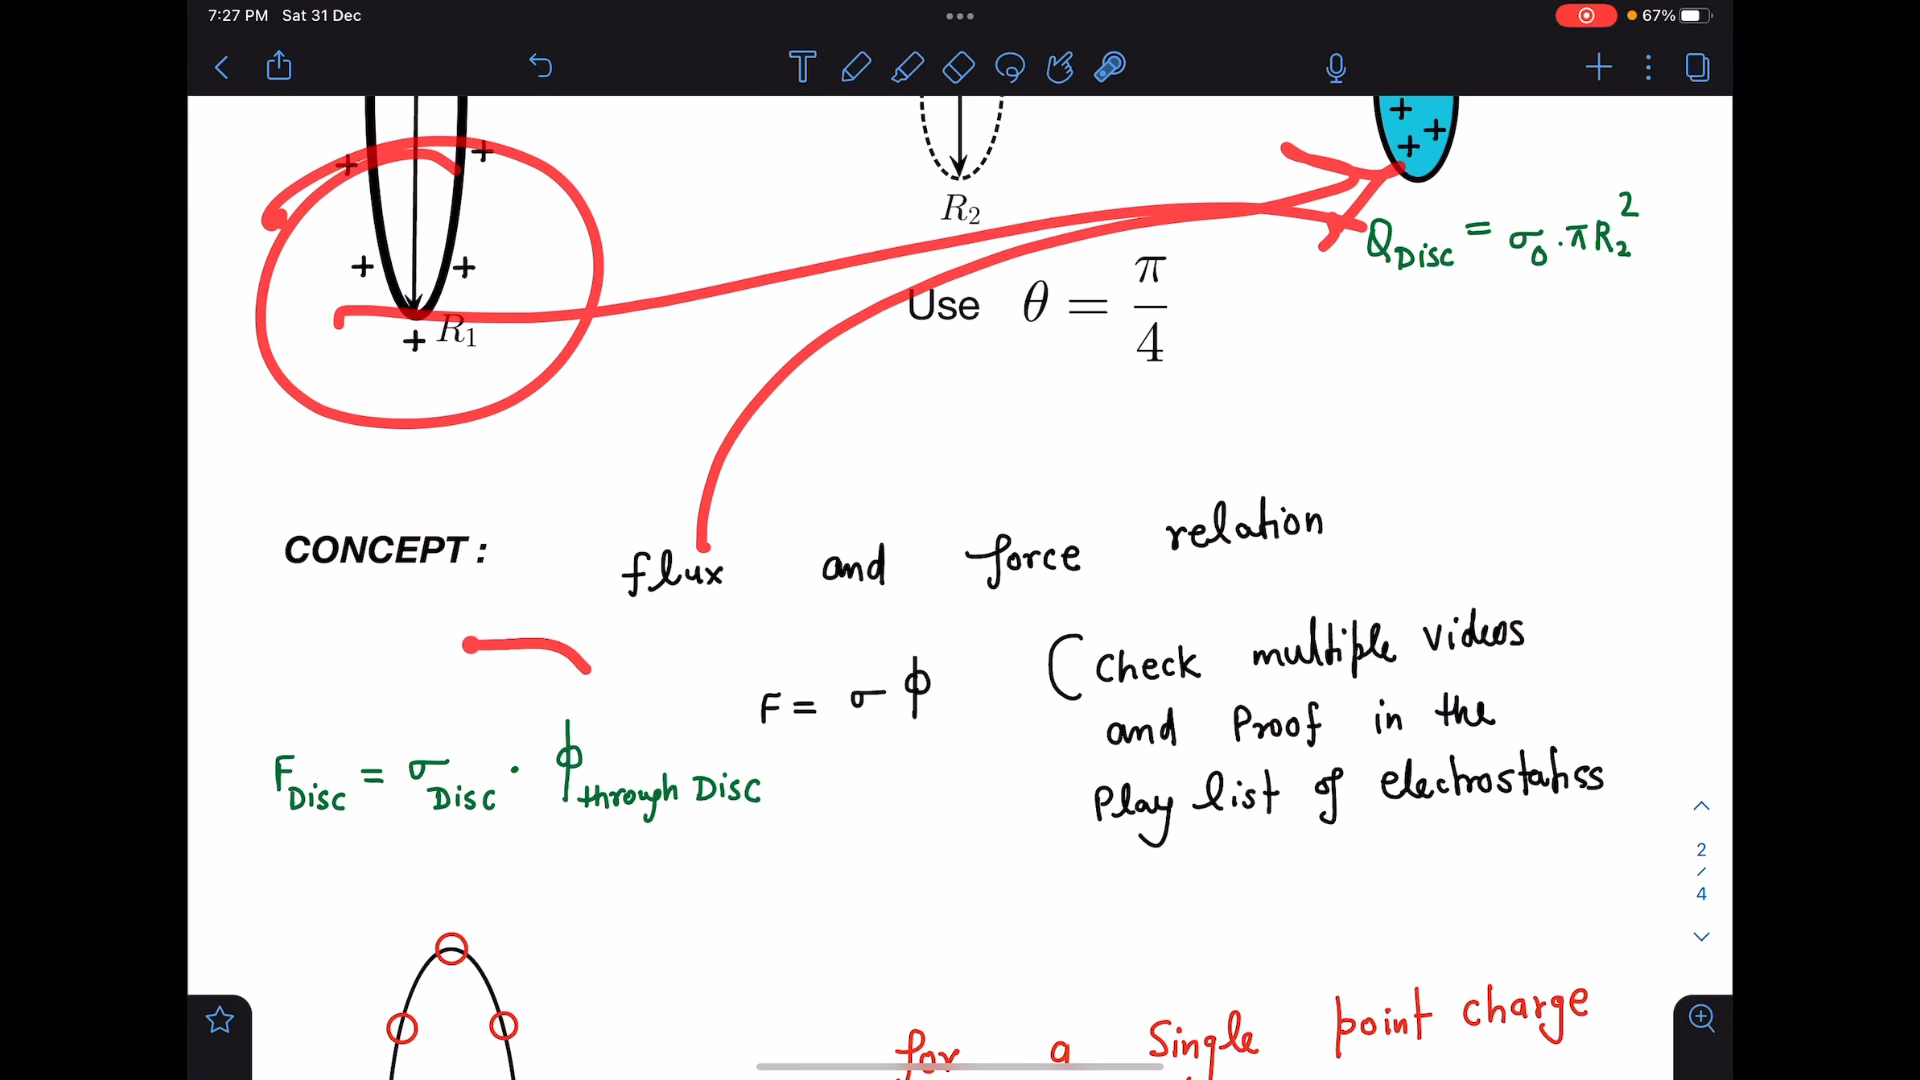 7:27 PM Sat 31 Dec
67%
+ +
+ +
+ R₁
R₂
+ + +
Q_Disc = σ₀ . πR₂²
Use θ = π/4
CONCEPT : flux and force relation
F = σ ϕ
(Check multiple videos
and Proof in the
Play list of electrostatiss
F_Disc = σ_Disc · ϕ_through Disc
2
/
4
for a Single point charge